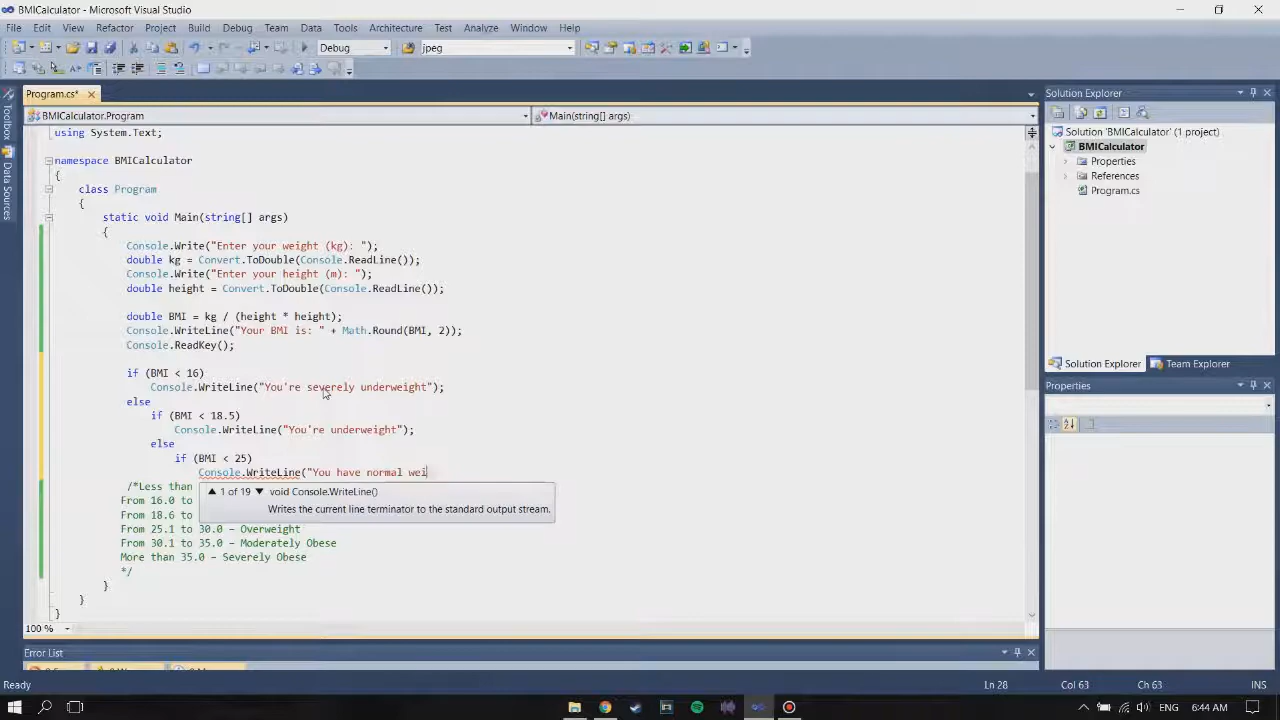 BMICalculator - Microsoft Visual Studio
File Edit View Refactor Project Build Debug Team Data Tools Architecture Test Analyze Window Help
Debug jpeg
Program.cs*
Solution Explorer
BMICalculator.Program Main(string[] args)
Toolbox
Data Sources
using System.Text;
namespace BMICalculator
{
class Program
{
static void Main(string[] args)
{
Console.Write("Enter your weight (kg): ");
double kg = Convert.ToDouble(Console.ReadLine());
Console.Write("Enter your height (m): ");
double height = Convert.ToDouble(Console.ReadLine());
double BMI = kg / (height * height);
Console.WriteLine("Your BMI is: " + Math.Round(BMI, 2));
Console.ReadKey();
if (BMI < 16)
Console.WriteLine("You're severely underweight");
else
if (BMI < 18.5)
Console.WriteLine("You're underweight");
else
if (BMI < 25)
Console.WriteLine("You have normal wei
/*Less than
From 16.0 to
From 18.6 to
1 of 19 void Console.WriteLine()
Writes the current line terminator to the standard output stream.
From 25.1 to 30.0 – Overweight
From 30.1 to 35.0 – Moderately Obese
More than 35.0 – Severely Obese
*/
}
}
}
100 %
Error List
Solution 'BMICalculator' (1 project)
BMICalculator
Properties
References
Program.cs
Solution Explorer Team Explorer
Properties
Ready Ln 28 Col 63 Ch 63 INS
6:44 AM